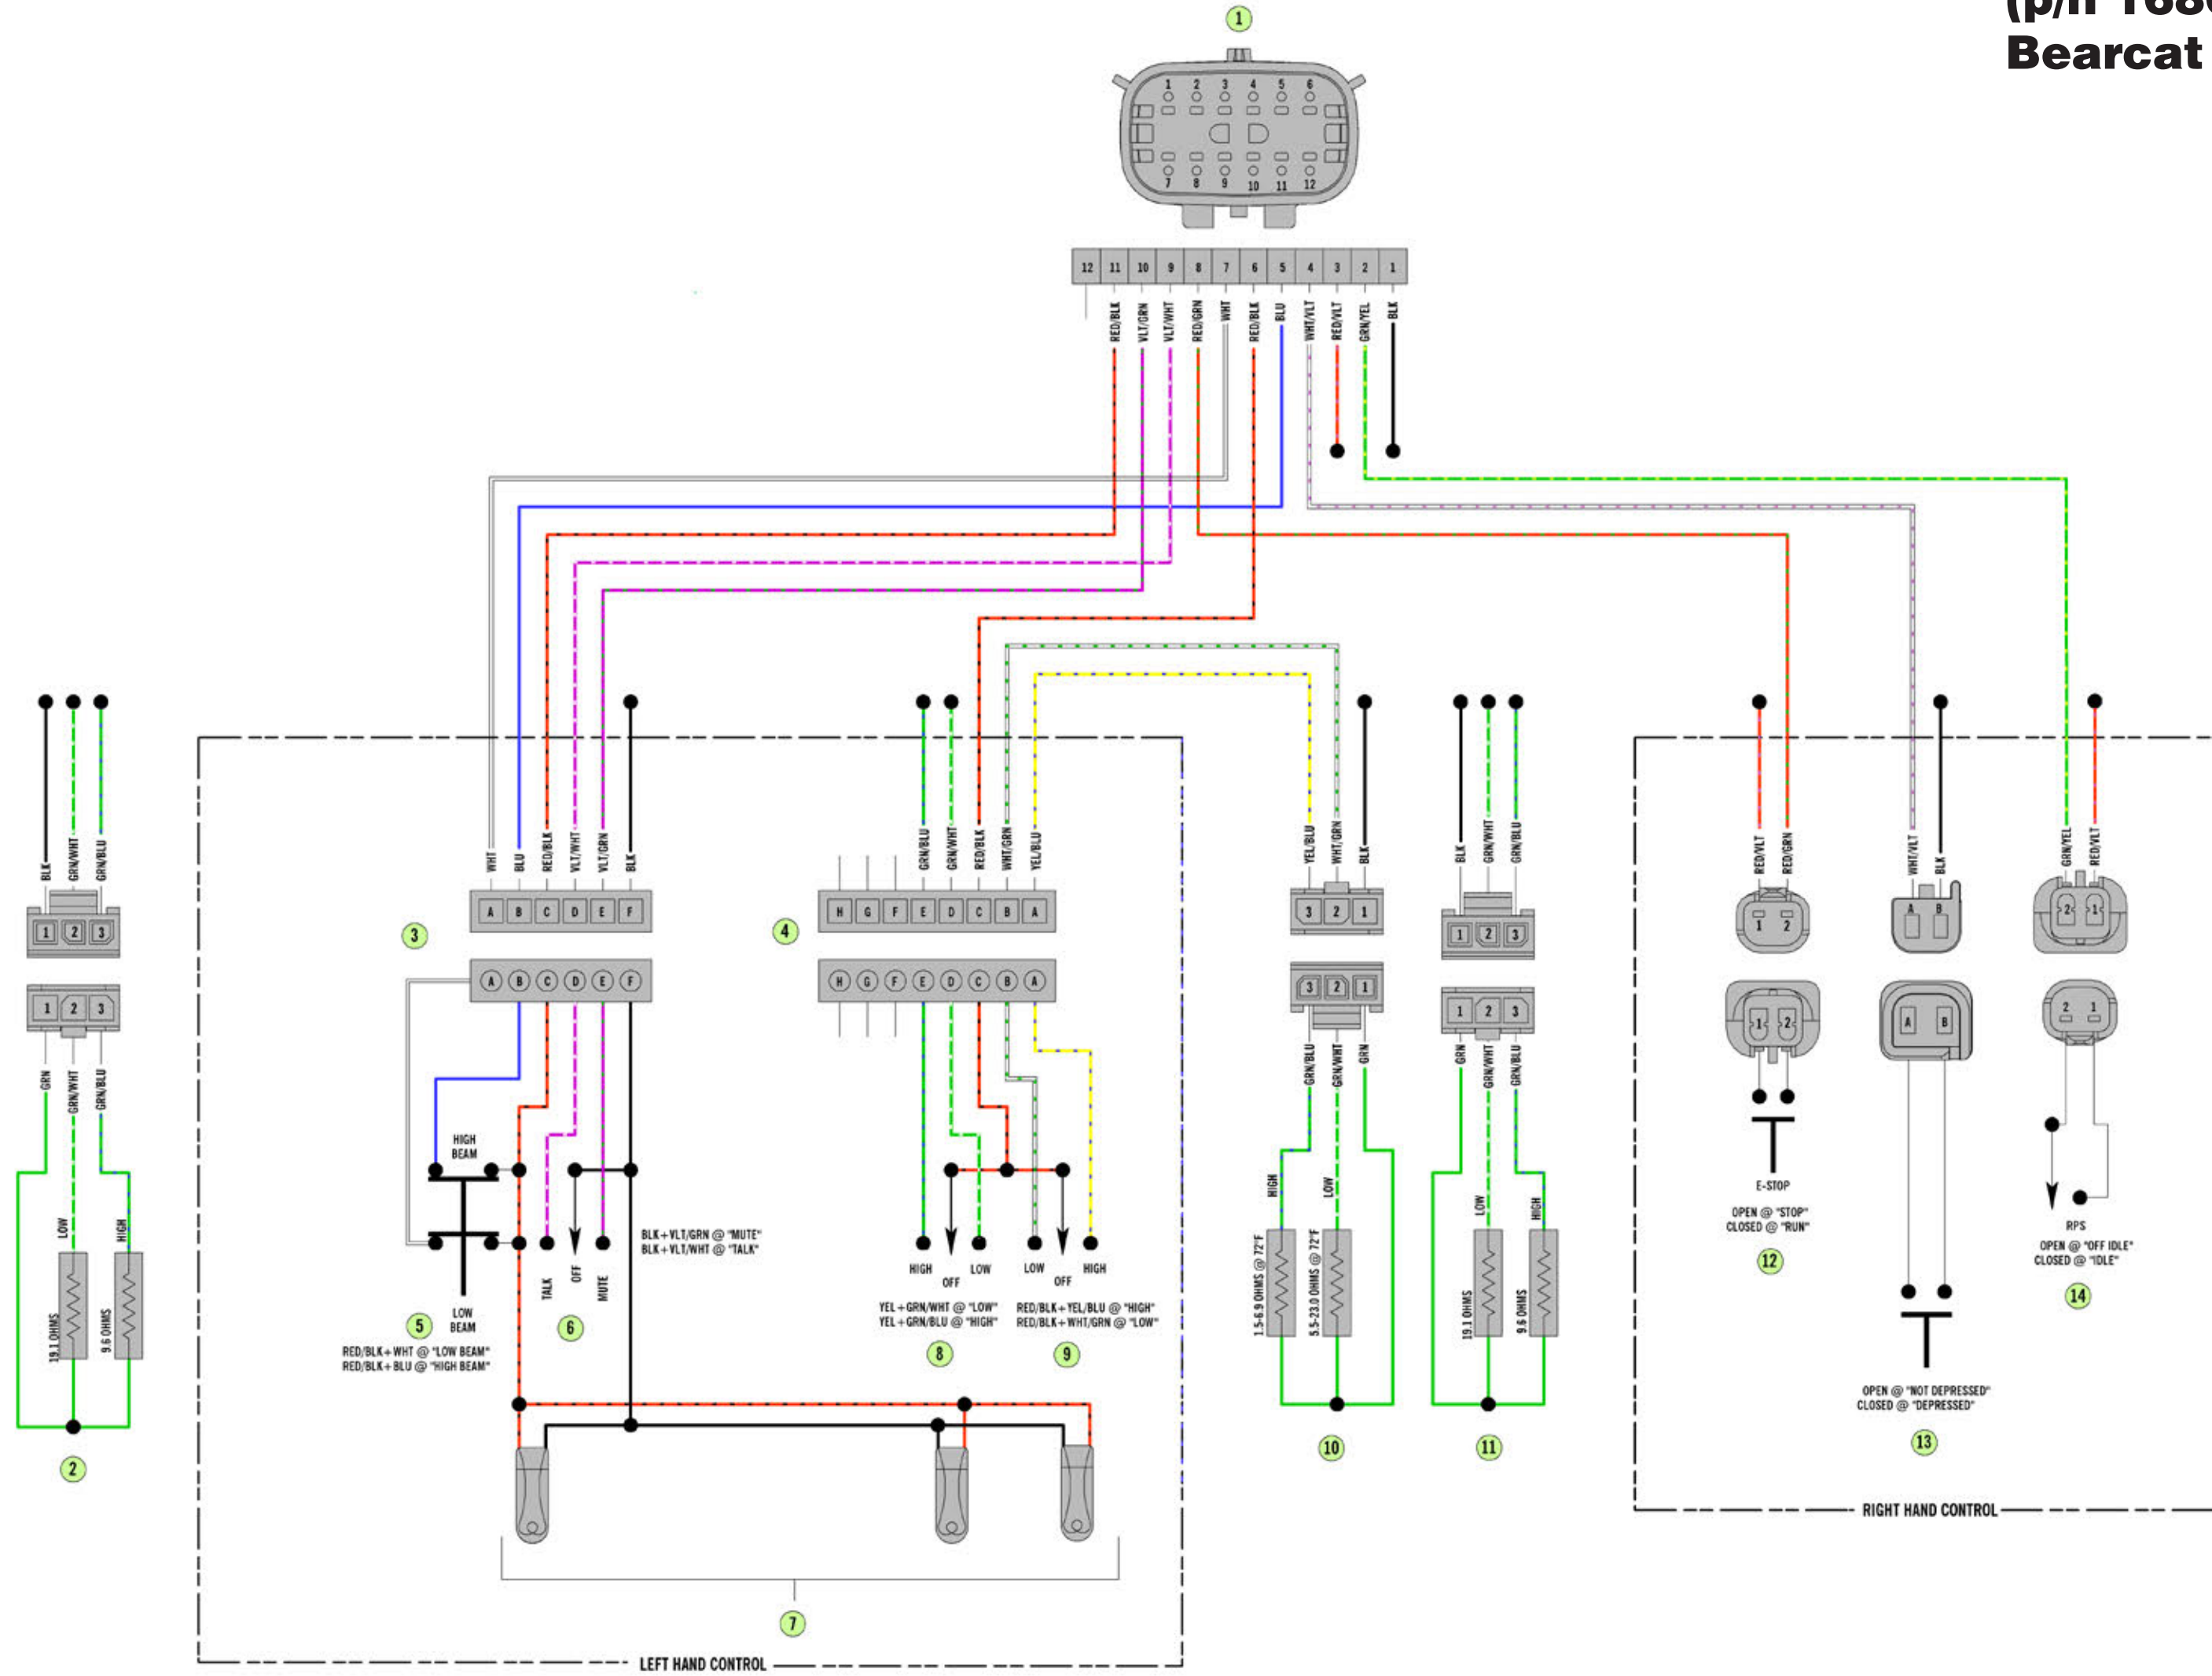 1
Bearcat
1 2 3 4 5 6
7 8 9 10 11 12
12 11 10 9 8 7 6 5 4 3 2 1
RED/BLK VLT/GRN VLT/WHT RED/GRN WHT RED/BLK BLU WHT/VLT RED/VLT GRN/YEL BLK
BLK GRN/WHT GRN/BLU
WHT BLU RED/BLK VLT/WHT VLT/GRN BLK
GRN/BLU GRN/WHT RED/BLK WHT/GRN YEL/BLU
YEL/BLU WHT/GRN BLK
BLK GRN/WHT GRN/BLU
RED/VLT RED/GRN
WHT/VLT BLK
GRN/YEL RED/VLT
1 2 3
3
A B C D E F
4
H G F E D C B A
3 2 1
1 2 3
1 2
A B
2 1
1 2 3
A B C D E F
H G F E D C B A
3 2 1
1 2 3
1 2
A B
2 1
GRN GRN/WHT GRN/BLU
GRN/BLU GRN/WHT GRN
GRN GRN/WHT GRN/BLU
HIGH
BEAM
LOW HIGH
19.1 OHMS 9.6 OHMS
2
LOW
BEAM
5
RED/BLK+WHT @ "LOW BEAM"
RED/BLK+BLU @ "HIGH BEAM"
TALK OFF MUTE
6
BLK+VLT/GRN @ "MUTE"
BLK+VLT/WHT @ "TALK"
HIGH OFF LOW
YEL+GRN/WHT @ "LOW"
YEL+GRN/BLU @ "HIGH"
8
LOW OFF HIGH
RED/BLK+YEL/BLU @ "HIGH"
RED/BLK+WHT/GRN @ "LOW"
9
HIGH LOW
1.5-6.9 OHMS @ 72°F 5.5-23.0 OHMS @ 72°F
10
LOW HIGH
19.1 OHMS 9.6 OHMS
11
E-STOP
OPEN @ "STOP"
CLOSED @ "RUN"
12
OPEN @ "NOT DEPRESSED"
CLOSED @ "DEPRESSED"
13
RPS
OPEN @ "OFF IDLE"
CLOSED @ "IDLE"
14
7
LEFT HAND CONTROL
RIGHT HAND CONTROL